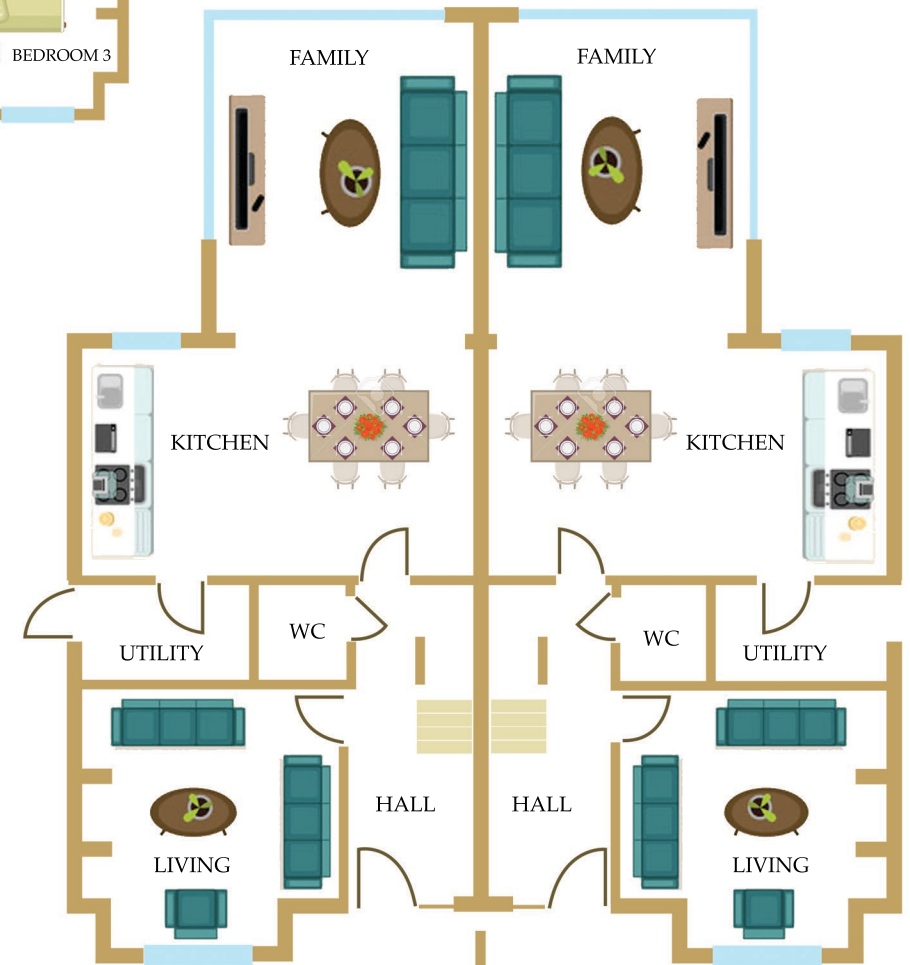 BEDROOM 3
FAMILY
FAMILY
KITCHEN
KITCHEN
WC
WC
UTILITY
UTILITY
HALL
HALL
LIVING
LIVING